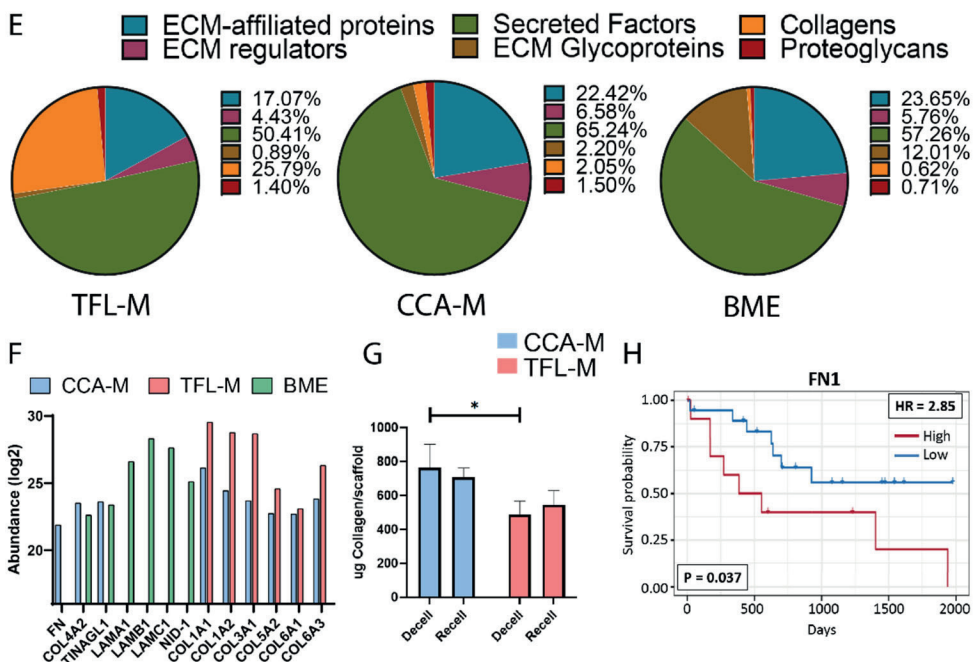 E
ECM-affiliated proteins Secreted Factors Collagens
ECM regulators ECM Glycoproteins Proteoglycans
17.07%
4.43%
50.41%
0.89%
25.79%
1.40%
TFL-M
22.42%
6.58%
65.24%
2.20%
2.05%
1.50%
CCA-M
23.65%
5.76%
57.26%
12.01%
0.62%
0.71%
BME
F
CCA-M TFL-M BME
Abundance (log2)
30
25
20
FN
COL4A2
TINAGL1
LAMA1
LAMB1
LAMC1
NID-1
COL1A1
COL1A2
COL3A1
COL5A2
COL6A1
COL6A3
G
CCA-M
TFL-M
*
ug Collagen/scaffold
1000
800
600
400
200
0
Decell
Recell
Decell
Recell
H
FN1
HR = 2.85
High
Low
Survival probability
1.00
0.75
0.50
0.25
0.00
P = 0.037
0 500 1000 1500 2000
Days